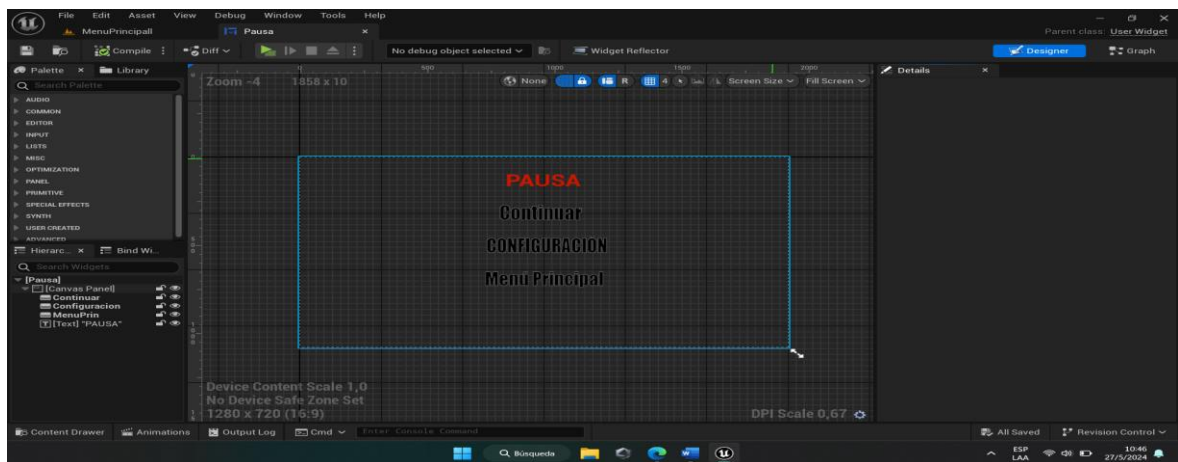 File Edit Asset View Debug Window Tools Help
MenuPrincipall Pausa
Parent class: User Widget
Compile Diff No debug object selected Widget Reflector Designer Graph
Palette Library Details
Search Palette
Zoom -4 1858 x 10 None R 4 Screen Size Fill Screen
500 1000 1500 2000
AUDIO
COMMON
EDITOR
INPUT
LISTS
MISC
OPTIMIZATION
PANEL
PRIMITIVE
SPECIAL EFFECTS
SYNTH
USER CREATED
ADVANCED
PAUSA
Continuar
CONFIGURACION
Menu Principal
Hierarc... Bind Wi...
Search Widgets
[Pausa]
[Canvas Panel]
Continuar
Configuracion
MenuPrin
[Text] "PAUSA"
Device Content Scale 1,0
No Device Safe Zone Set
1280 x 720 (16:9) DPI Scale 0,67
Content Drawer Animations Output Log Cmd Enter Console Command All Saved Revision Control
Búsqueda ESP LAA 10:46 27/5/2024